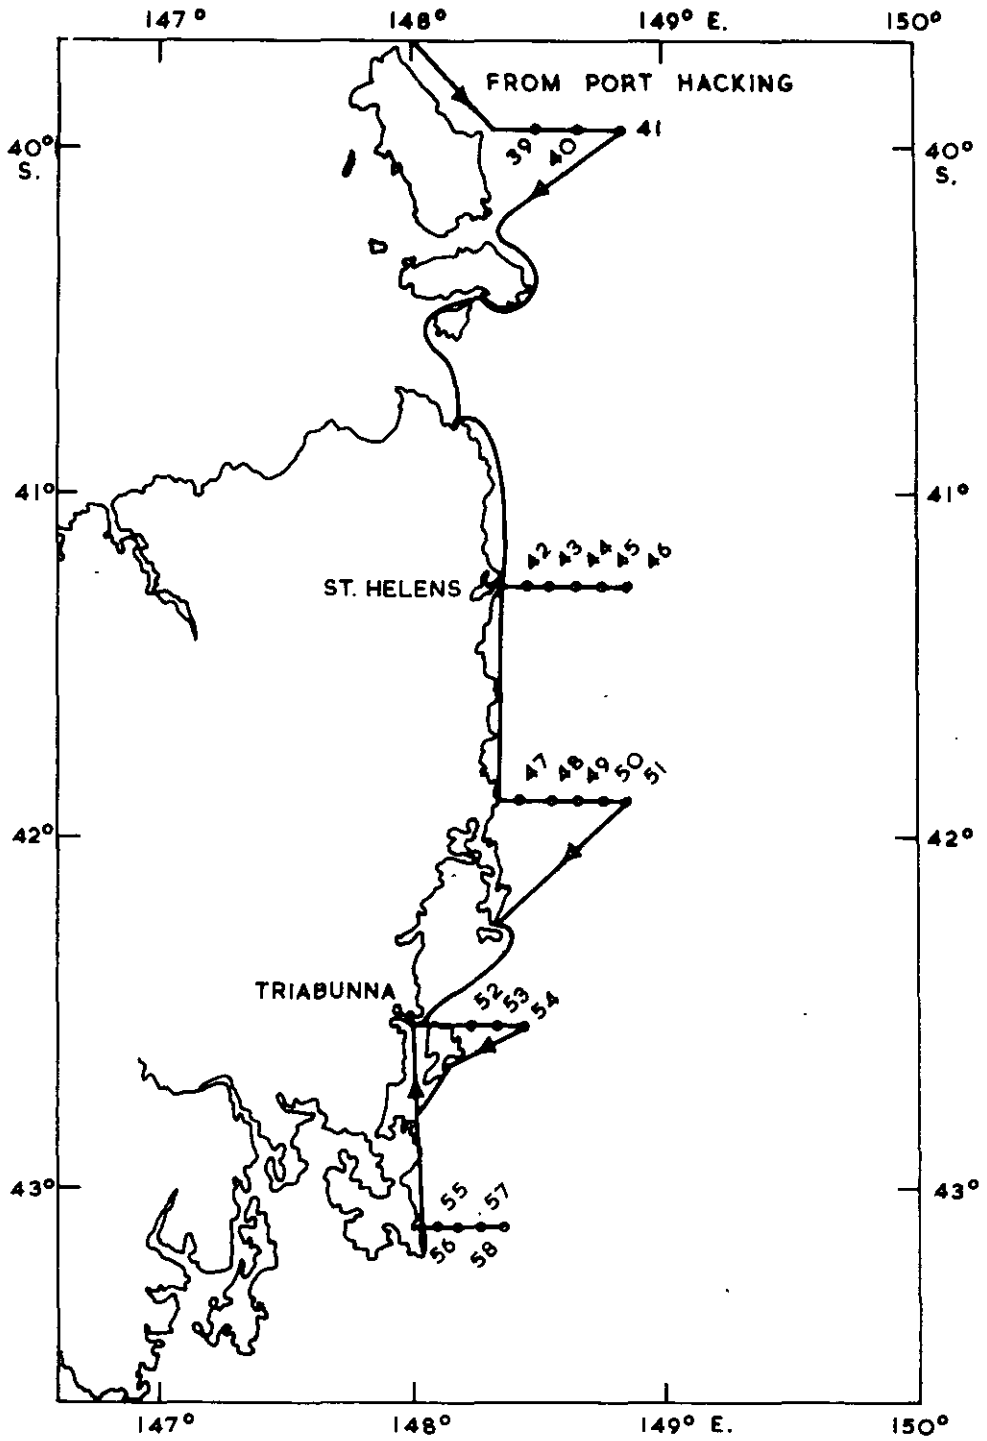 147° 148° 149° E. 150°
FROM PORT HACKING
39 40 41
40° S.
40° S.
41° 41°
42 43 44 45 46
ST. HELENS
47 48 49 50 51
42° 42°
TRIABUNNA
52 53 54
43° 43°
55 57
56 58
147° 148° 149° E. 150°